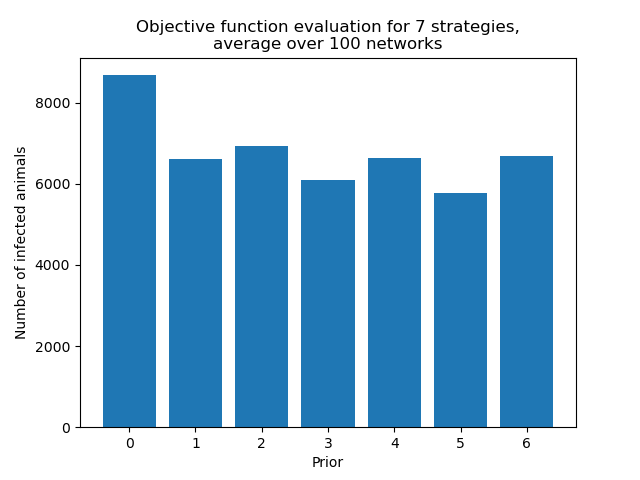 Objective function evaluation for 7 strategies,
average over 100 networks
8000
6000
4000
2000
0
Number of infected animals
0 1 2 3 4 5 6
Prior